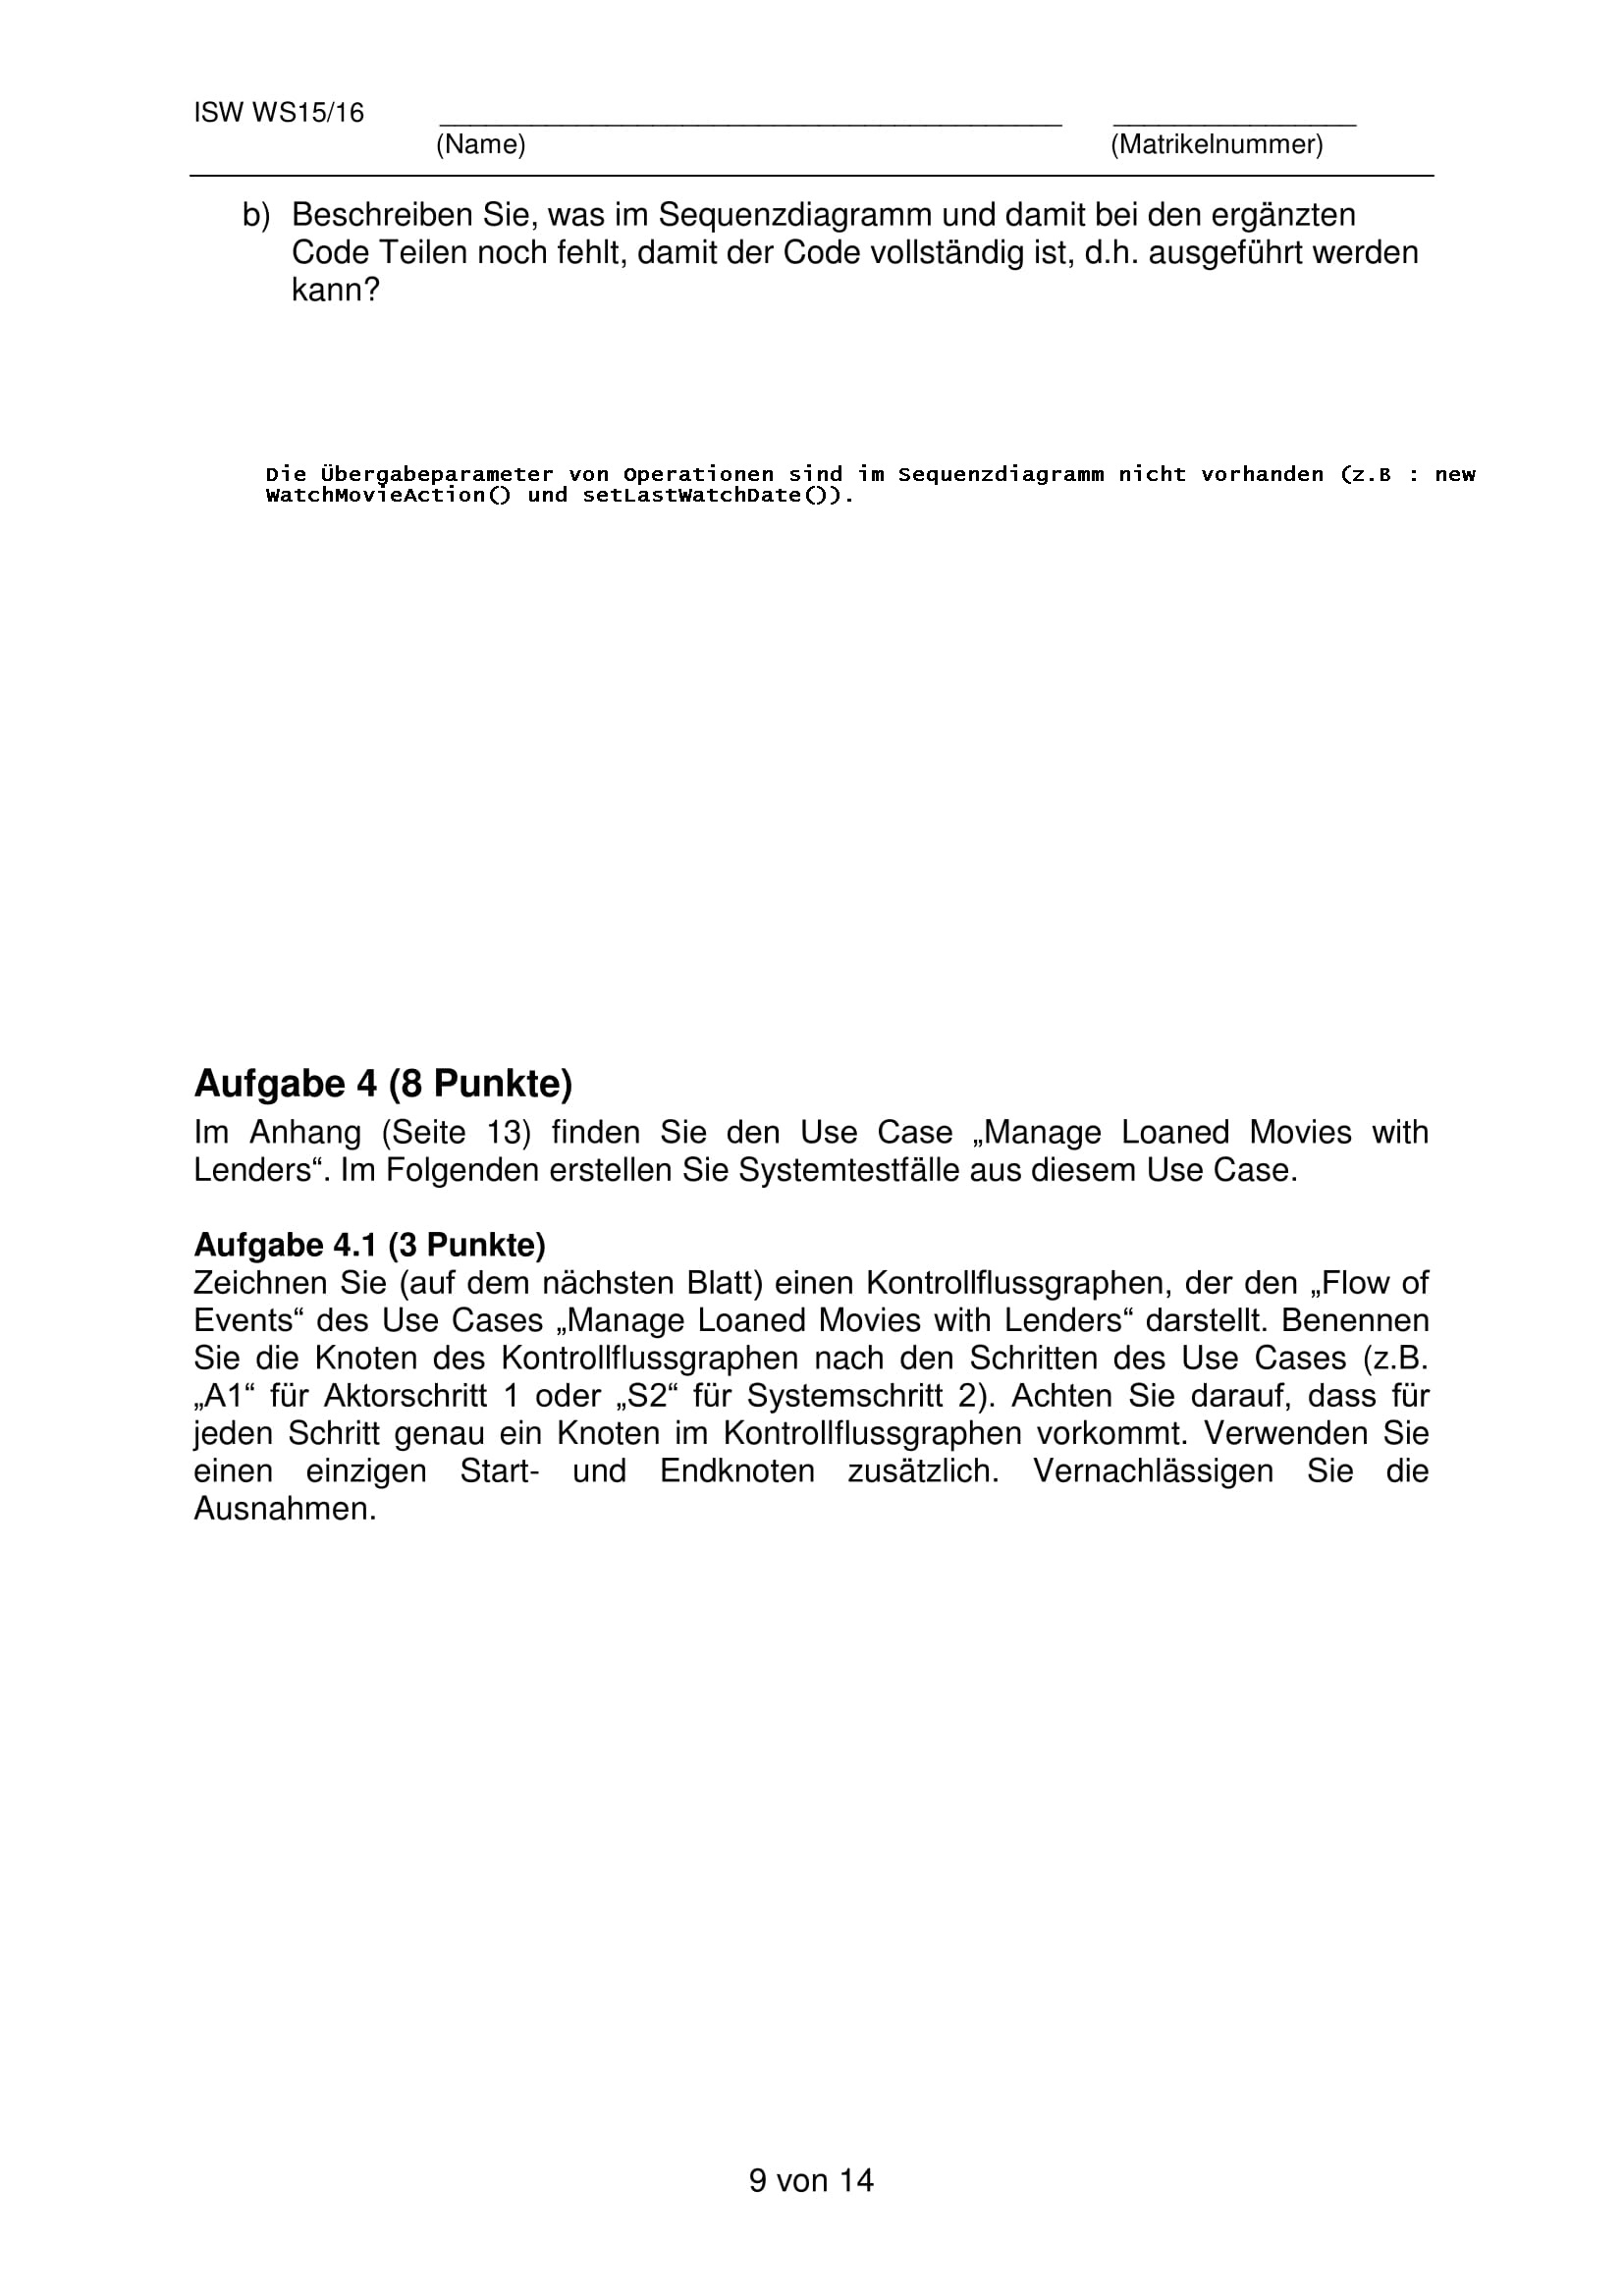 ISW WS15/16
(Name) (Matrikelnummer)
b) Beschreiben Sie, was im Sequenzdiagramm und damit bei den ergänzten
Code Teilen noch fehlt, damit der Code vollständig ist, d.h. ausgeführt werden
kann?
Die Übergabeparameter von Operationen sind im Sequenzdiagramm nicht vorhanden (z.B : new
WatchMovieAction() und setLastWatchDate()).
Aufgabe 4 (8 Punkte)
Im Anhang (Seite 13) finden Sie den Use Case „Manage Loaned Movies with
Lenders“. Im Folgenden erstellen Sie Systemtestfälle aus diesem Use Case.
Aufgabe 4.1 (3 Punkte)
Zeichnen Sie (auf dem nächsten Blatt) einen Kontrollflussgraphen, der den „Flow of
Events“ des Use Cases „Manage Loaned Movies with Lenders“ darstellt. Benennen
Sie die Knoten des Kontrollflussgraphen nach den Schritten des Use Cases (z.B.
„A1“ für Aktorschritt 1 oder „S2“ für Systemschritt 2). Achten Sie darauf, dass für
jeden Schritt genau ein Knoten im Kontrollflussgraphen vorkommt. Verwenden Sie
einen einzigen Start- und Endknoten zusätzlich. Vernachlässigen Sie die
Ausnahmen.
9 von 14